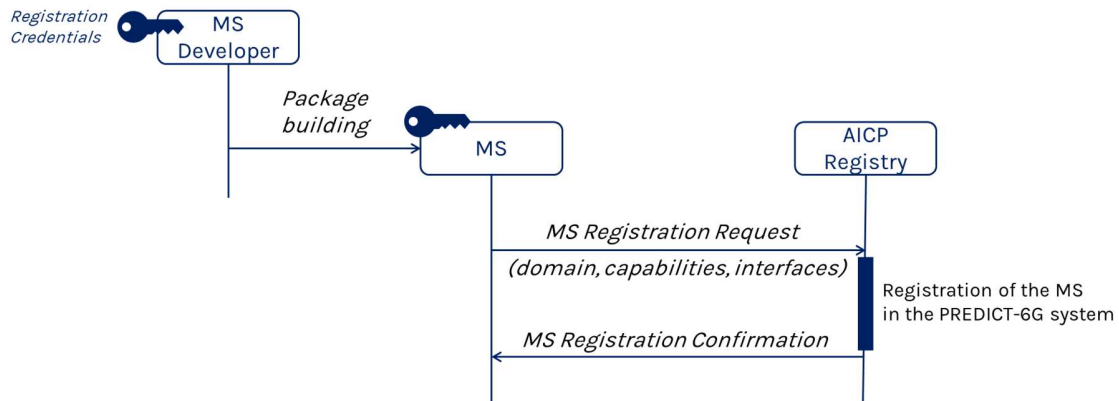 Registration
Credentials
MS
Developer
Package
building
MS
AICP
Registry
MS Registration Request
(domain, capabilities, interfaces)
Registration of the MS
in the PREDICT-6G system
MS Registration Confirmation